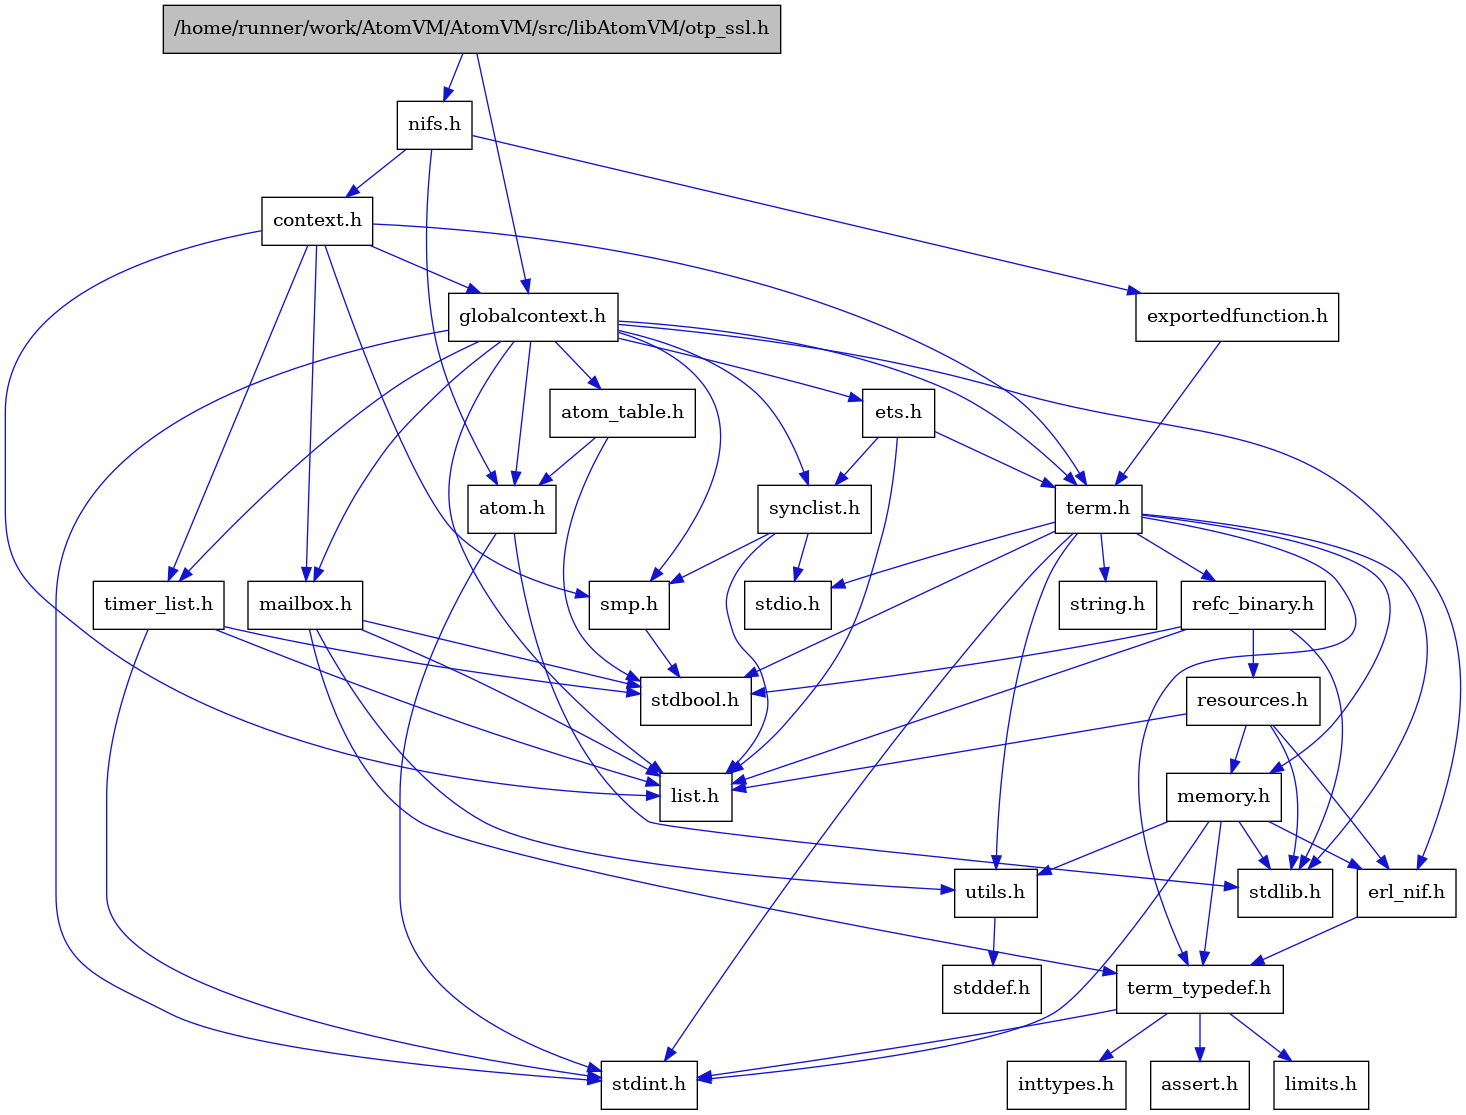 /home/runner/work/AtomVM/AtomVM/src/libAtomVM/otp_ssl.h
nifs.h
context.h
globalcontext.h
exportedfunction.h
atom_table.h
ets.h
atom.h
synclist.h
term.h
timer_list.h
mailbox.h
smp.h
stdio.h
string.h
refc_binary.h
stdbool.h
resources.h
list.h
memory.h
utils.h
stdlib.h
erl_nif.h
stddef.h
term_typedef.h
stdint.h
inttypes.h
assert.h
limits.h